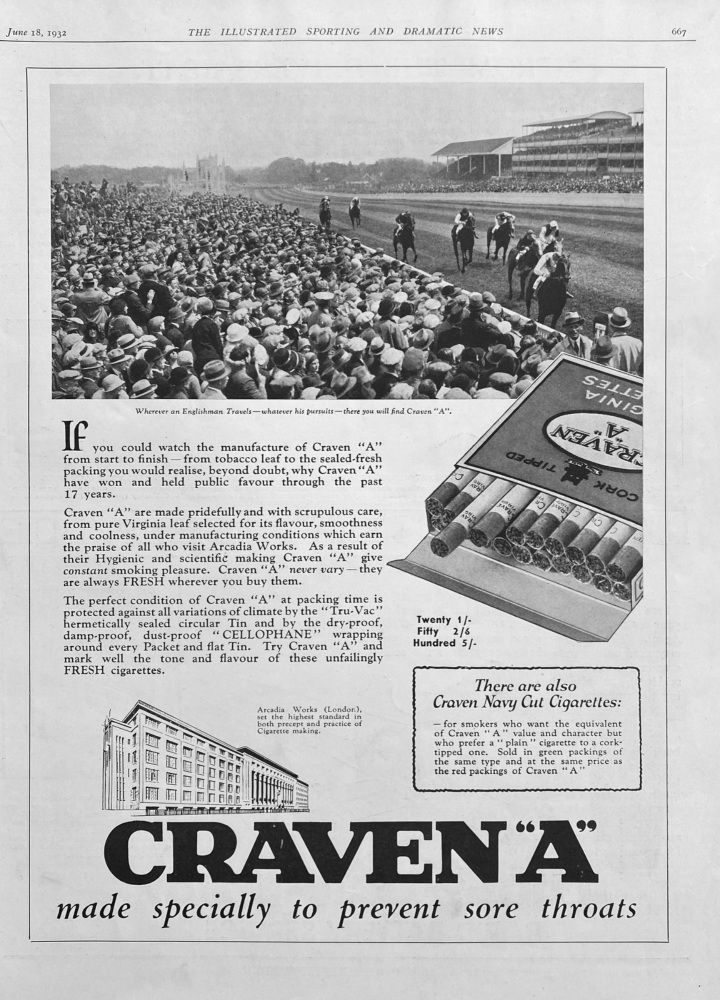 June 18, 1932 THE ILLUSTRATED SPORTING AND DRAMATIC NEWS 667
Wherever an Englishman Travels—whatever his pursuits—there you will find Craven "A".
If you could watch the manufacture of Craven "A"
from start to finish — from tobacco leaf to the sealed-fresh
packing you would realise, beyond doubt, why Craven "A"
have won and held public favour through the past
17 years.
Craven "A" are made pridefully and with scrupulous care,
from pure Virginia leaf selected for its flavour, smoothness
and coolness, under manufacturing conditions which earn
the praise of all who visit Arcadia Works. As a result of
their Hygienic and scientific making Craven "A" give
constant smoking pleasure. Craven "A" never vary — they
are always FRESH wherever you buy them.
The perfect condition of Craven "A" at packing time is
protected against all variations of climate by the "Tru-Vac"
hermetically sealed circular Tin and by the dry-proof,
damp-proof, dust-proof "CELLOPHANE" wrapping
around every Packet and flat Tin. Try Craven "A" and
mark well the tone and flavour of these unfailingly
FRESH cigarettes.
CORK TIPPED
CRAVEN
"A"
GINIA
ETTES
Twenty 1/-
Fifty 2/6
Hundred 5/-
There are also
Craven Navy Cut Cigarettes:
— for smokers who want the equivalent
of Craven "A" value and character but
who prefer a "plain" cigarette to a cork-
tipped one. Sold in green packings of
the same type and at the same price as
the red packings of Craven "A"
Arcadia Works (London),
set the highest standard in
both precept and practice of
Cigarette making.
CRAVEN "A"
made specially to prevent sore throats